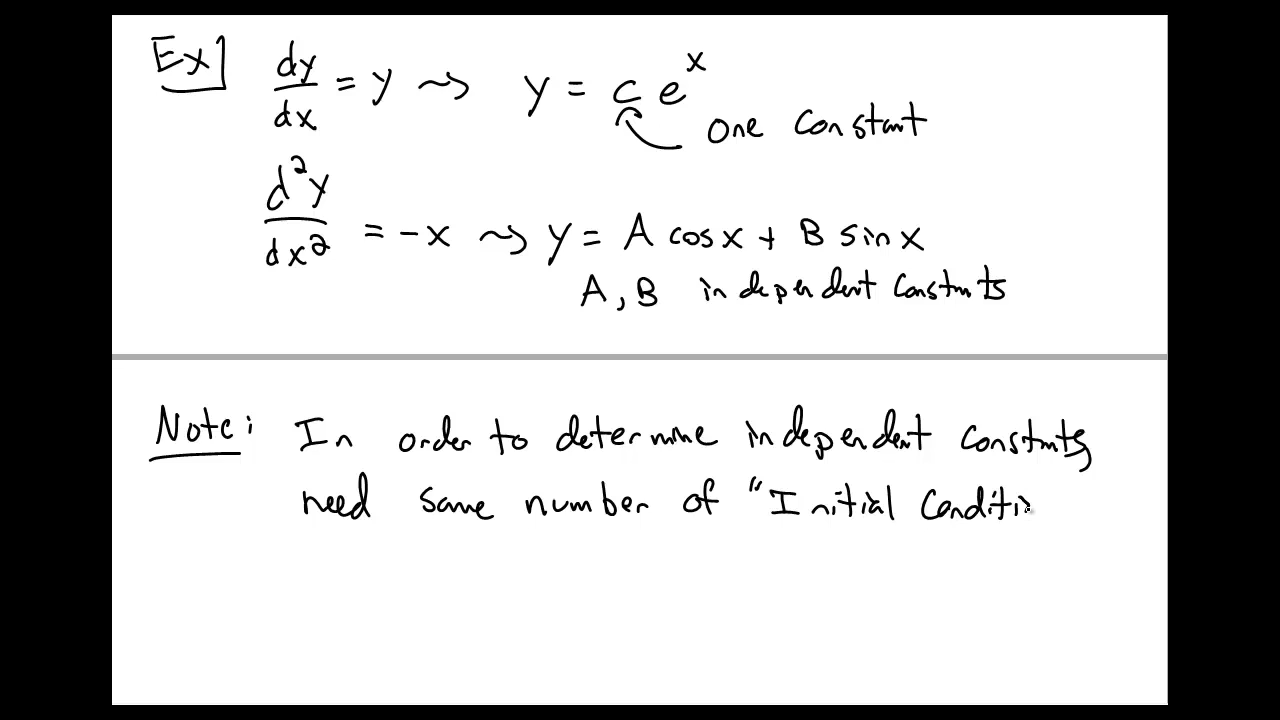 Ex] dy/dx = y ⇝ y = c e^x
one constant
d²y/dx² = -x ⇝ y = A cos x + B sin x
A, B independent constants
Note: In order to determine independent constants,
need same number of "Initial Conditi